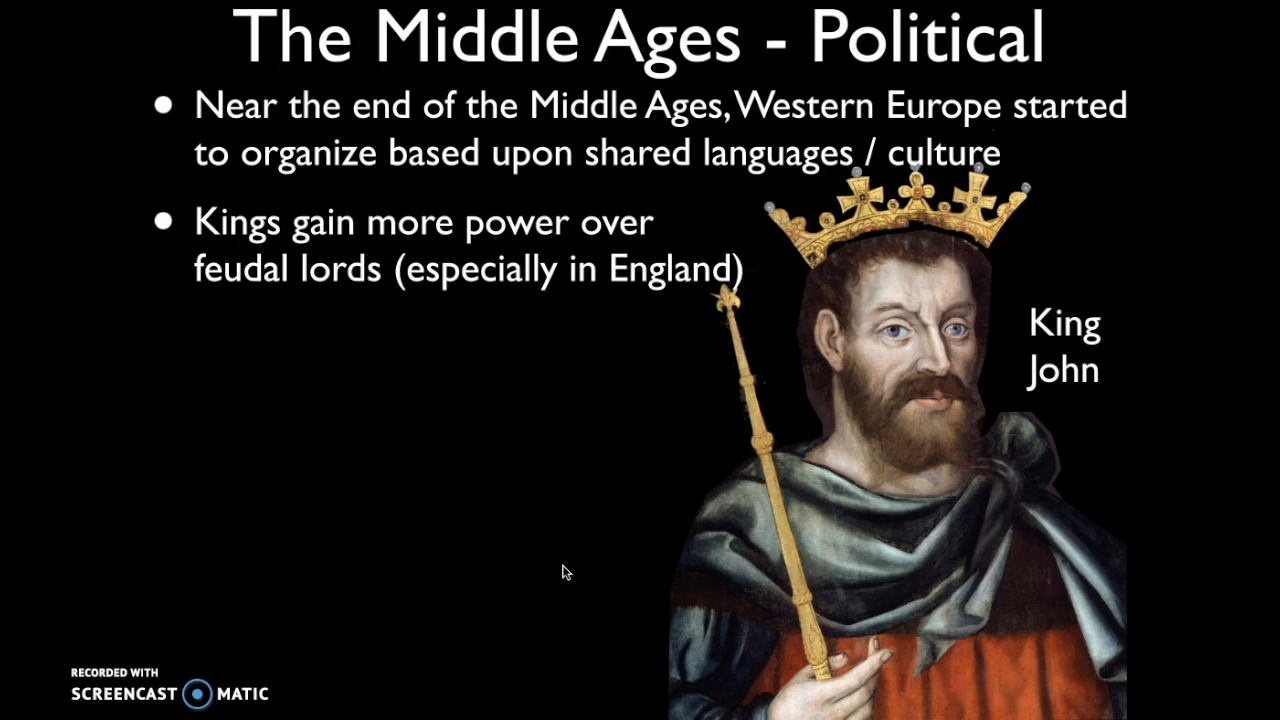 The Middle Ages - Political
● Near the end of the Middle Ages, Western Europe started
to organize based upon shared languages / culture
● Kings gain more power over
feudal lords (especially in England)
King
John
RECORDED WITH
SCREENCAST MATIC